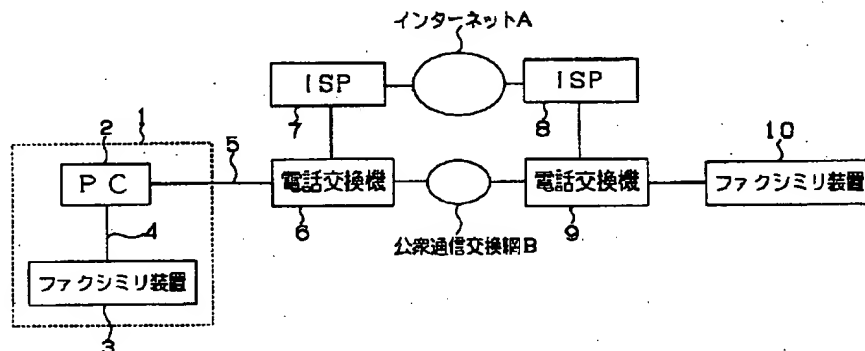 インターネットA
ISP
ISP
1
2
5
7
8
10
PC
電話交換機
電話交換機
ファクシミリ装置
4
6
公衆通信交換網B
9
ファクシミリ装置
3